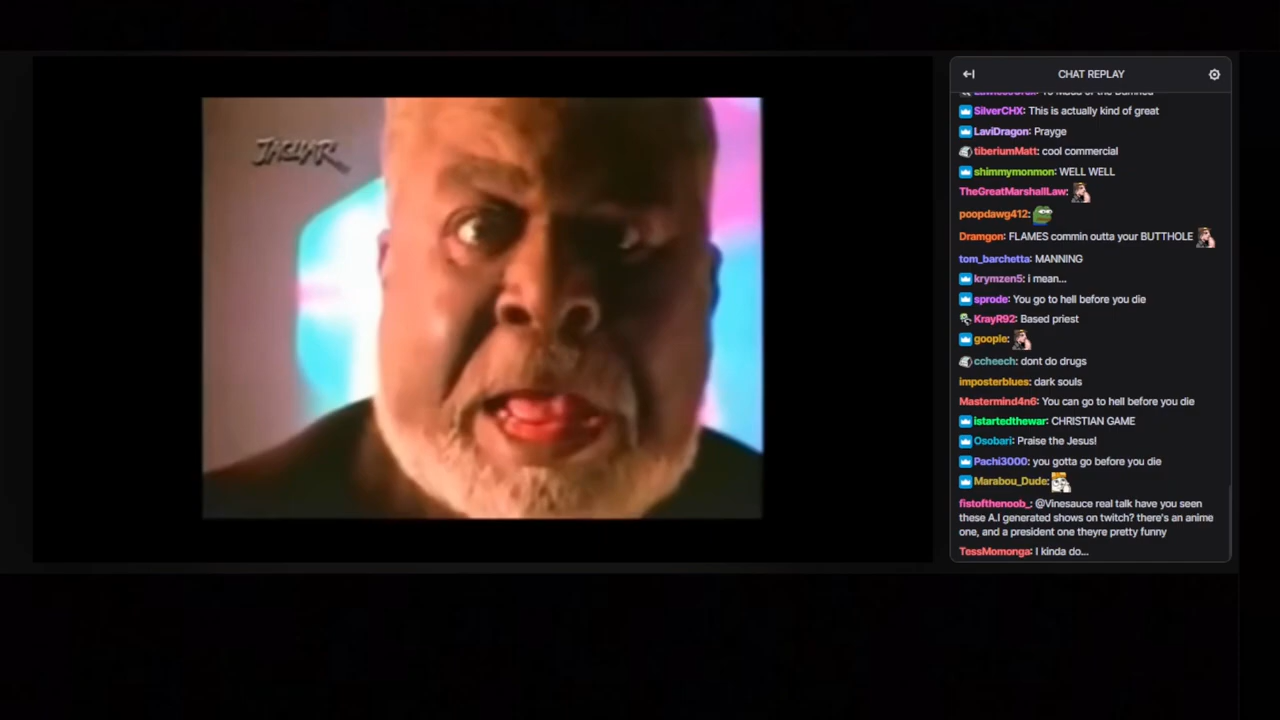 JAGUAR
CHAT REPLAY
SilverCHX: This is actually kind of great
LaviDragon: Prayge
tiberiumMatt: cool commercial
shimmymonmon: WELL WELL
TheGreatMarshallLaw:
poopdawg412:
Dramgon: FLAMES commin outta your BUTTHOLE
tom_barchetta: MANNING
krymzen5: i mean...
sprode: You go to hell before you die
KrayR92: Based priest
goople:
ccheech: dont do drugs
imposterblues: dark souls
Mastermind4n6: You can go to hell before you die
istartedthewar: CHRISTIAN GAME
Osobari: Praise the Jesus!
Pachi3000: you gotta go before you die
Marabou_Dude:
fistofthenoob_: @Vinesauce real talk have you seen
these A.I generated shows on twitch? there's an anime
one, and a president one theyre pretty funny
TessMomonga: I kinda do...